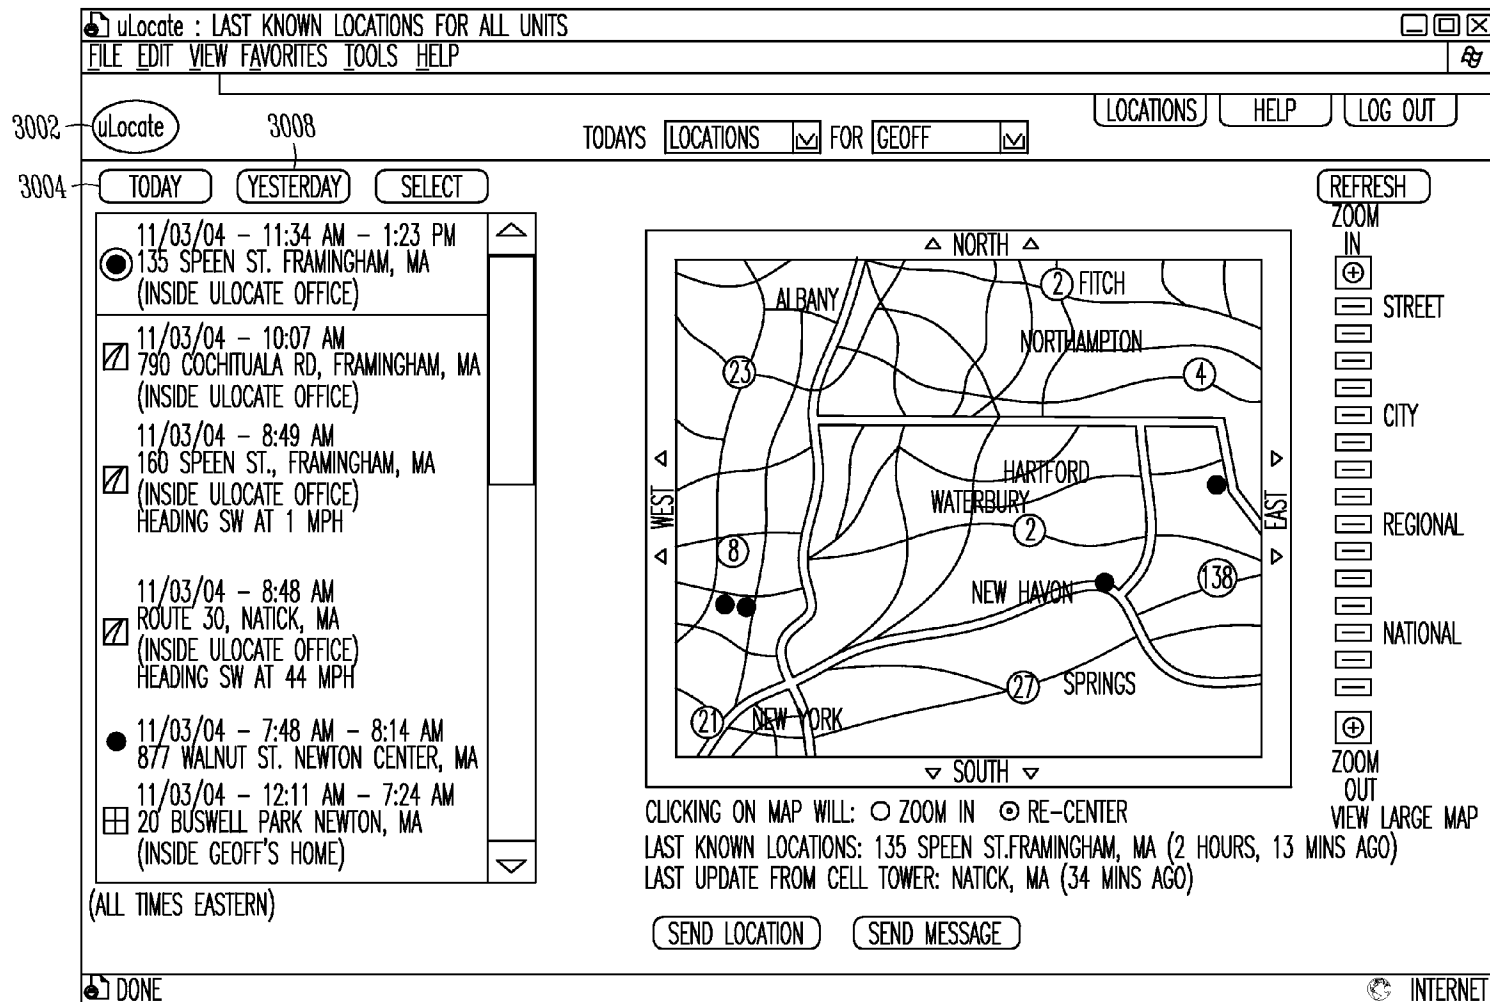 uLocate : LAST KNOWN LOCATIONS FOR ALL UNITS
FILE EDIT VIEW FAVORITES TOOLS HELP
LOCATIONS HELP LOG OUT
3002
uLocate
3008
TODAYS LOCATIONS FOR GEOFF
3004
TODAY YESTERDAY SELECT
REFRESH
11/03/04 - 11:34 AM - 1:23 PM
135 SPEEN ST. FRAMINGHAM, MA
(INSIDE ULOCATE OFFICE)
11/03/04 - 10:07 AM
790 COCHITUALA RD, FRAMINGHAM, MA
(INSIDE ULOCATE OFFICE)
11/03/04 - 8:49 AM
160 SPEEN ST., FRAMINGHAM, MA
(INSIDE ULOCATE OFFICE)
HEADING SW AT 1 MPH
11/03/04 - 8:48 AM
ROUTE 30, NATICK, MA
(INSIDE ULOCATE OFFICE)
HEADING SW AT 44 MPH
11/03/04 - 7:48 AM - 8:14 AM
877 WALNUT ST. NEWTON CENTER, MA
11/03/04 - 12:11 AM - 7:24 AM
20 BUSWELL PARK NEWTON, MA
(INSIDE GEOFF'S HOME)
(ALL TIMES EASTERN)
NORTH
ALBANY
2 FITCH
NORTHAMPTON
23
4
HARTFORD
WATERBURY
WEST
EAST
2
8
138
NEW HAVON
27 SPRINGS
21 NEW YORK
SOUTH
ZOOM
IN
STREET
CITY
REGIONAL
NATIONAL
ZOOM
OUT
VIEW LARGE MAP
CLICKING ON MAP WILL: ZOOM IN RE-CENTER
LAST KNOWN LOCATIONS: 135 SPEEN ST.FRAMINGHAM, MA (2 HOURS, 13 MINS AGO)
LAST UPDATE FROM CELL TOWER: NATICK, MA (34 MINS AGO)
SEND LOCATION SEND MESSAGE
DONE INTERNET